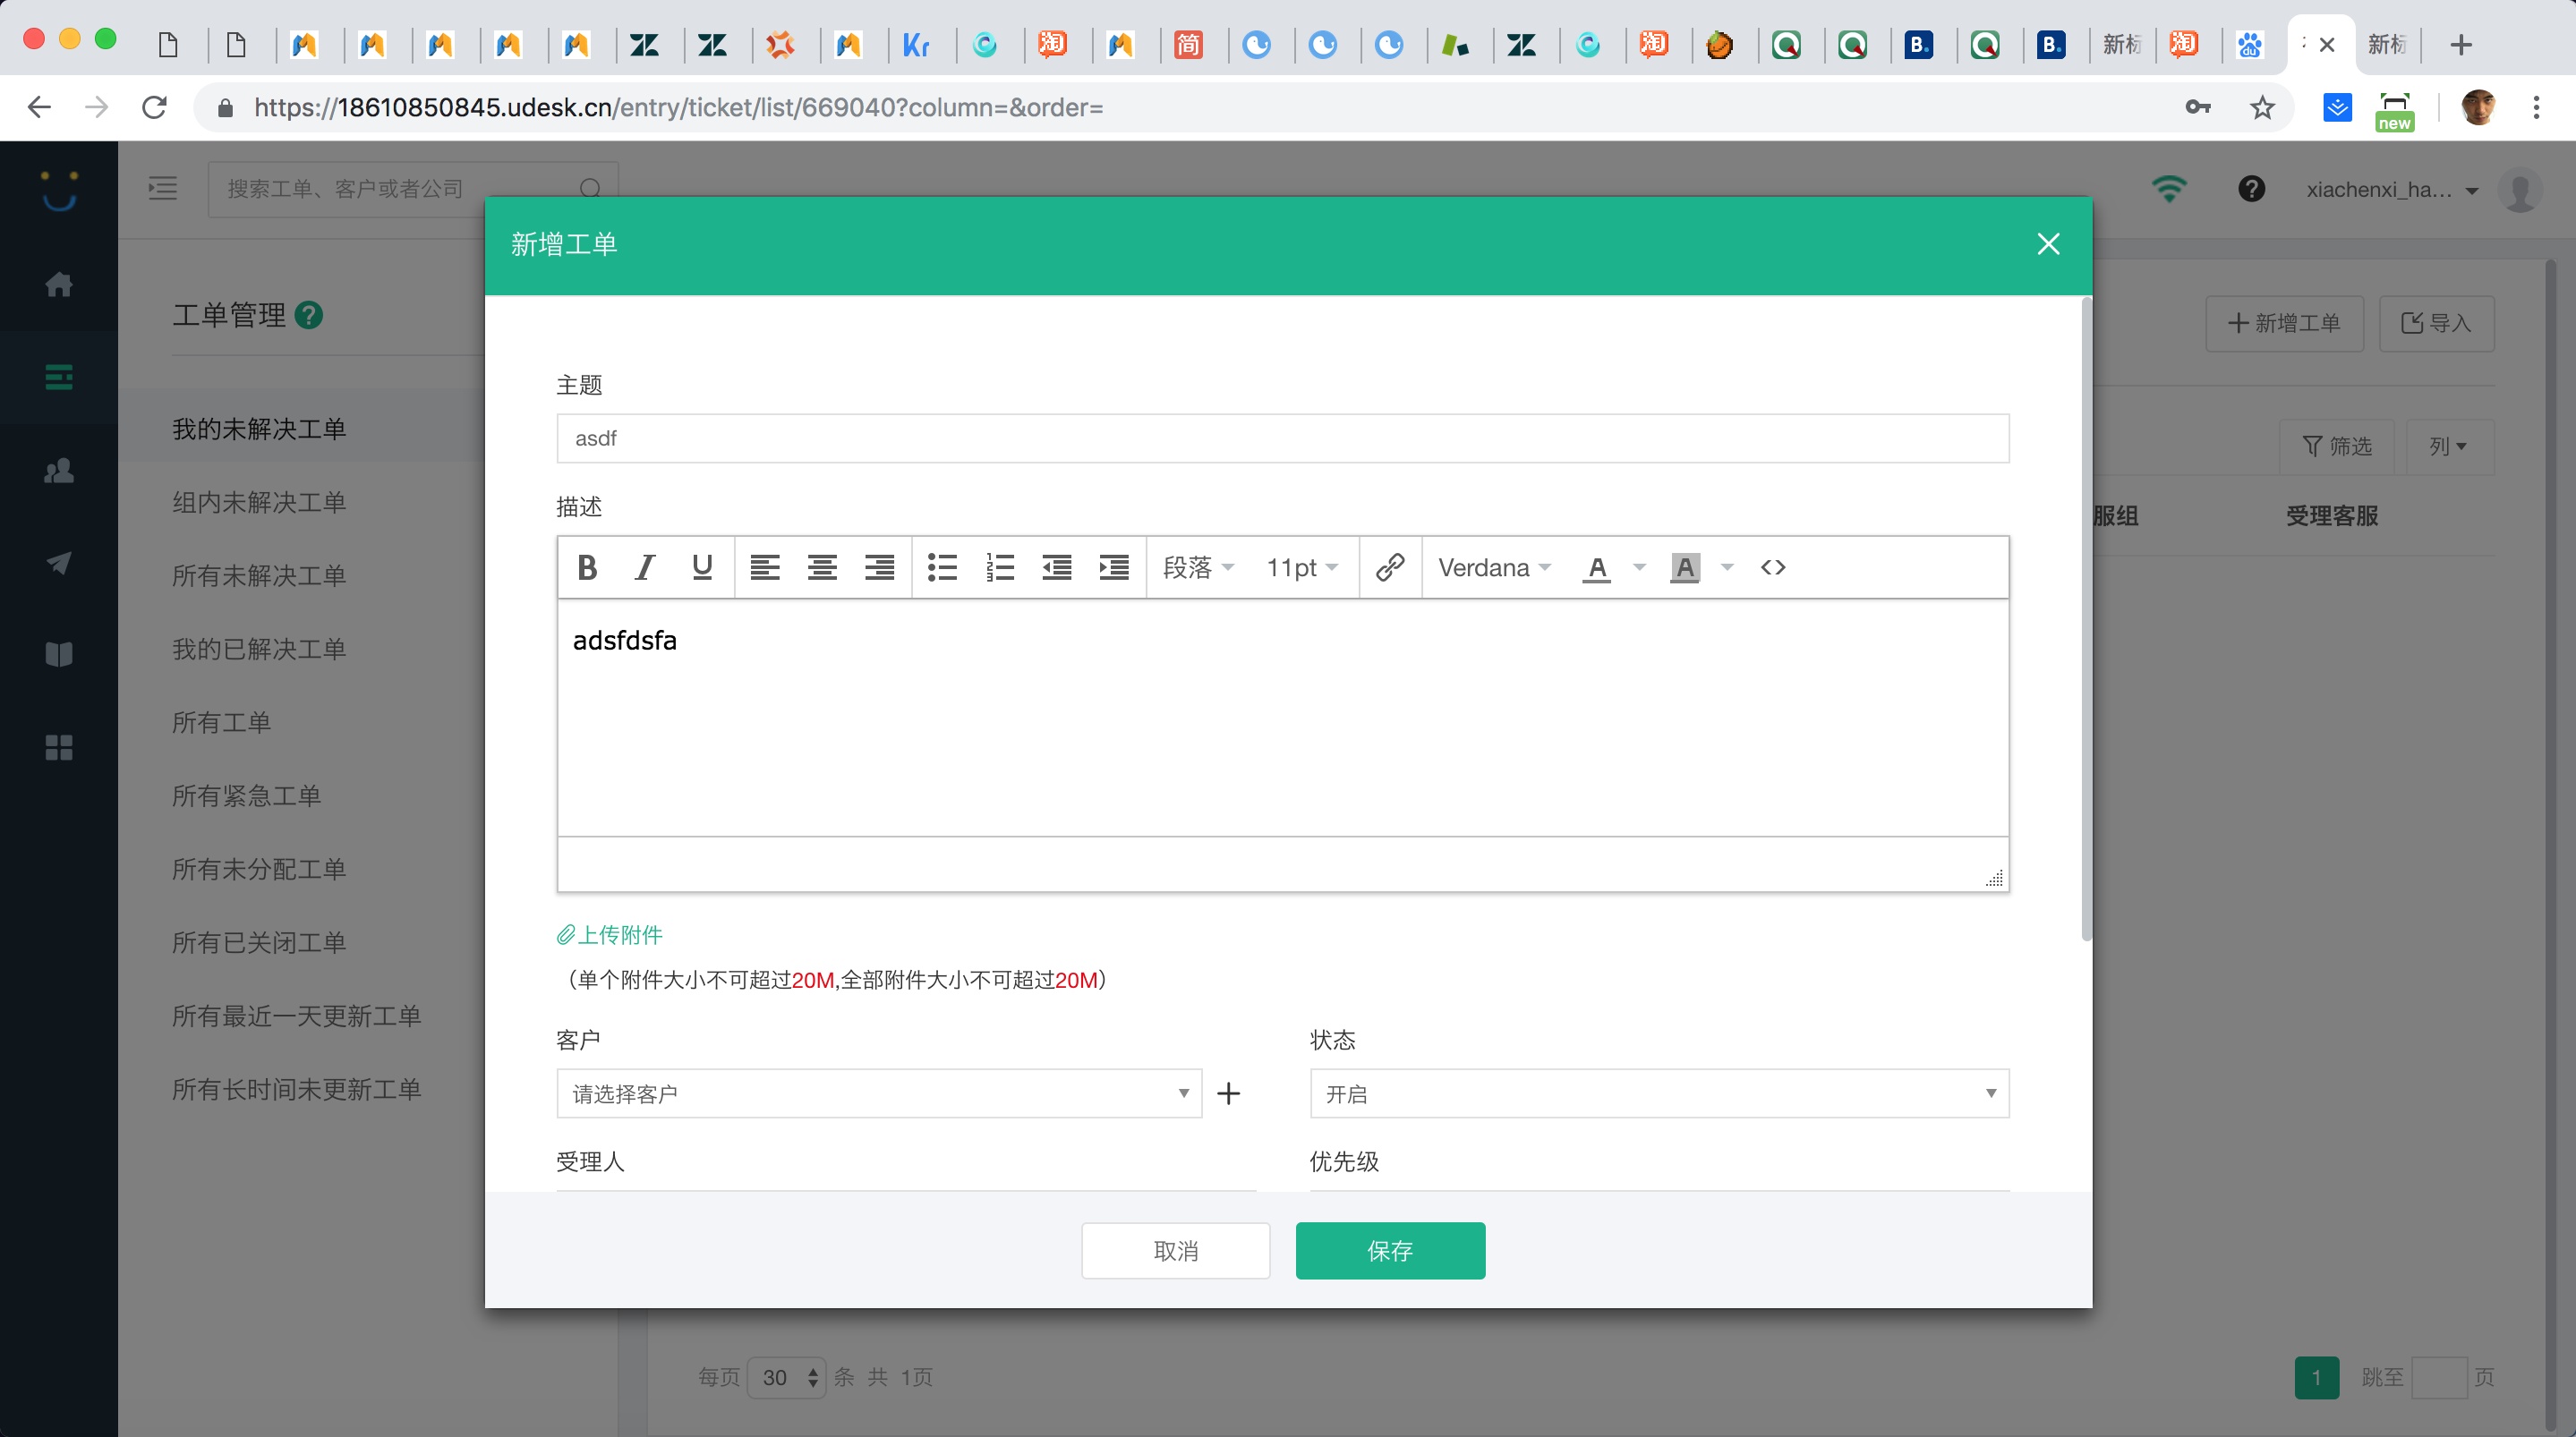 新标
新标
https://18610850845.udesk.cn/entry/ticket/list/669040?column=&order=
new
搜索工单、客户或者公司
xiachenxi_ha...
工单管理
我的未解决工单
组内未解决工单
所有未解决工单
我的已解决工单
所有工单
所有紧急工单
所有未分配工单
所有已关闭工单
所有最近一天更新工单
所有长时间未更新工单
新增工单
导入
筛选
列
服组 受理客服
新增工单
主题
asdf
描述
B I U 段落 11pt Verdana A A
adsfdsfa
上传附件
（单个附件大小不可超过20M,全部附件大小不可超过20M）
客户 状态
请选择客户 开启
受理人 优先级
取消 保存
每页 30 条 共 1页
1 跳至 页